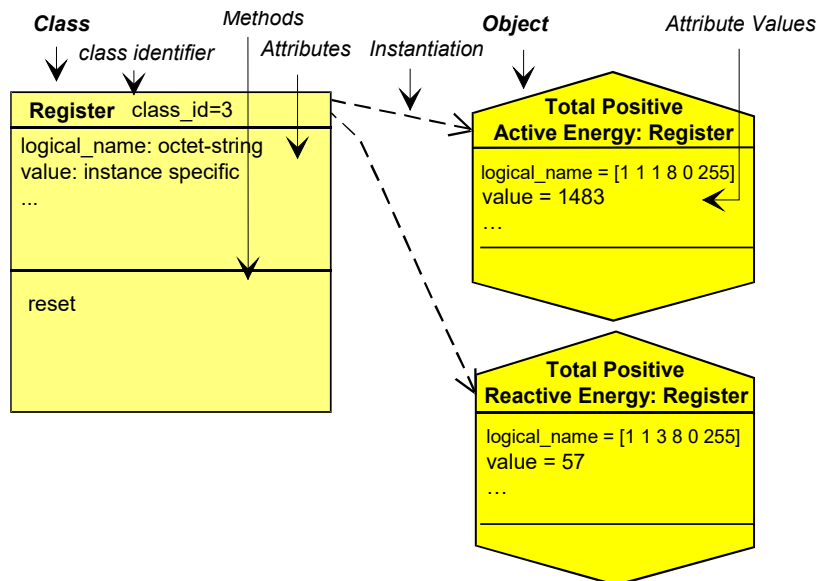 Class
class identifier
Methods
Attributes
Instantiation
Object
Attribute Values
Register class_id=3
logical_name: octet-string
value: instance specific
...
reset
Total Positive
Active Energy: Register
logical_name = [1 1 1 8 0 255]
value = 1483
...
Total Positive
Reactive Energy: Register
logical_name = [1 1 3 8 0 255]
value = 57
...